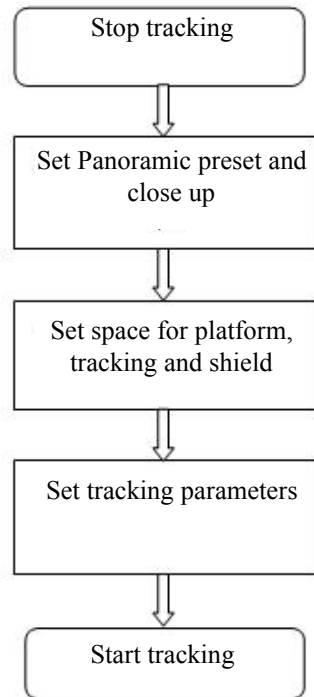 Stop tracking
Set Panoramic preset and
close up
Set space for platform,
tracking and shield
Set tracking parameters
Start tracking